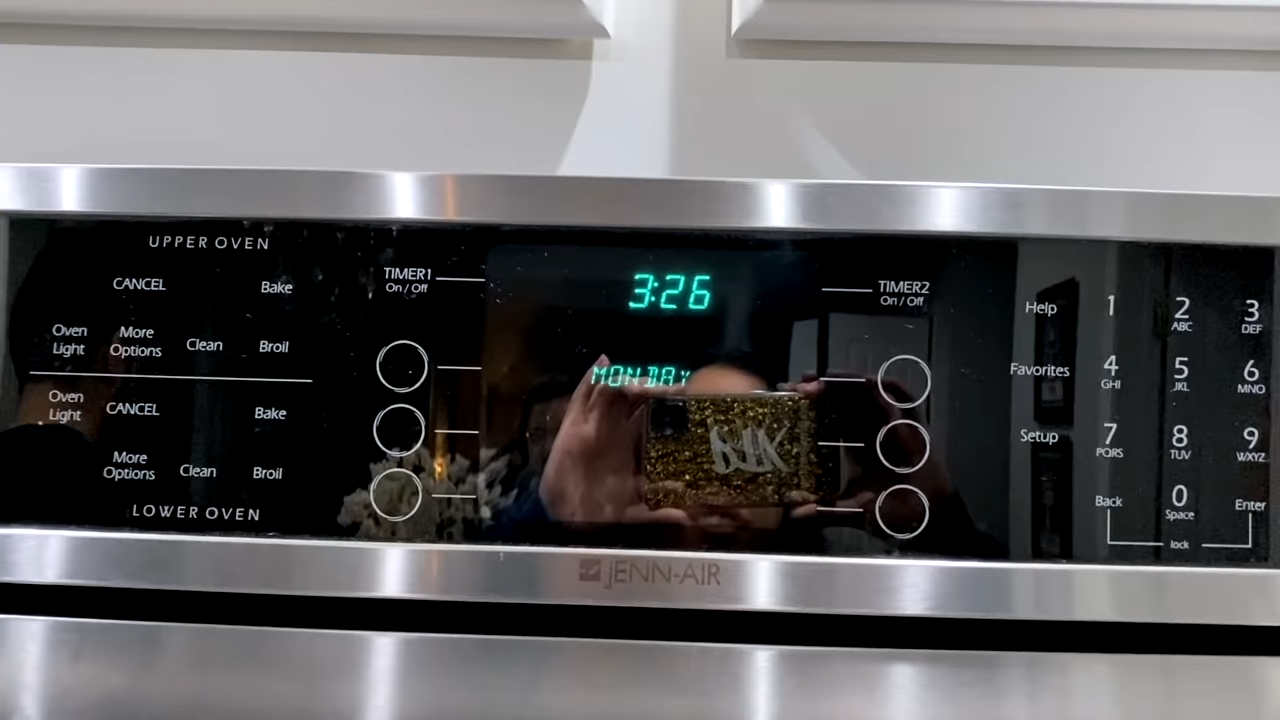 UPPER OVEN
CANCEL
Bake
Oven
Light
More
Options
Clean
Broil
Oven
Light
CANCEL
Bake
More
Options
Clean
Broil
LOWER OVEN
TIMER1
On / Off
3:26
MONDAY
TIMER2
On / Off
Help
Favorites
Setup
1
2
ABC
3
DEF
4
GHI
5
JKL
6
MNO
7
PQRS
8
TUV
9
WXYZ
Back
0
Space
Enter
lock
JENN-AIR